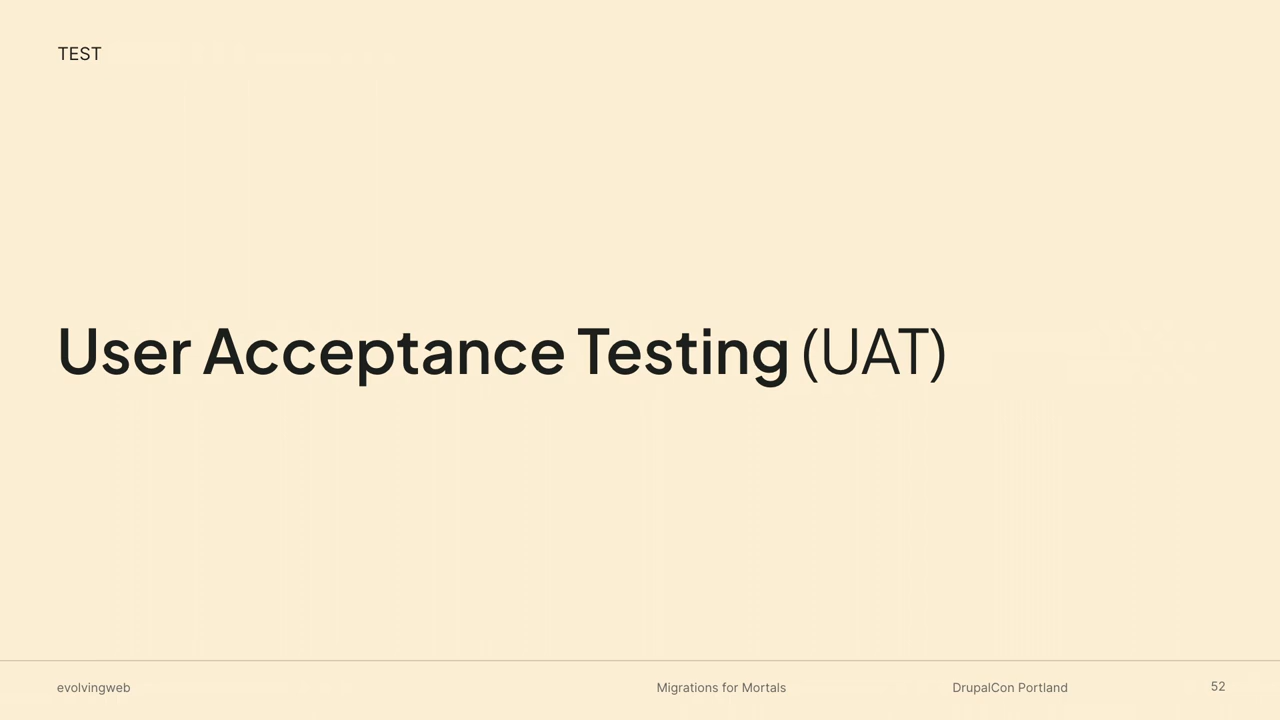 TEST
User Acceptance Testing (UAT)
evolvingweb
Migrations for Mortals
DrupalCon Portland
52